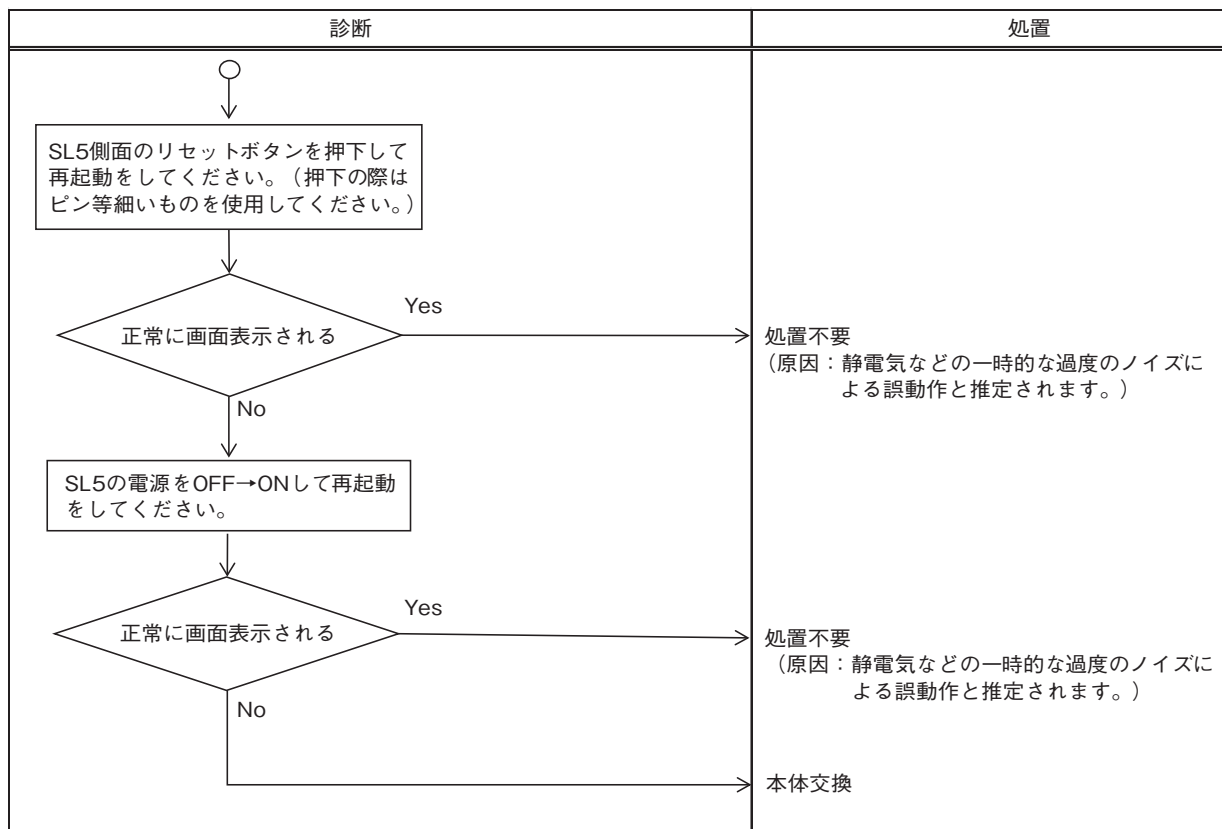 診断
処置
SL5側面のリセットボタンを押下して
再起動をしてください。（押下の際は
ピン等細いものを使用してください。）
正常に画面表示される
Yes
処置不要
（原因：静電気などの一時的な過度のノイズに
よる誤動作と推定されます。）
No
SL5の電源をOFF→ONして再起動
をしてください。
正常に画面表示される
Yes
処置不要
（原因：静電気などの一時的な過度のノイズに
よる誤動作と推定されます。）
No
本体交換